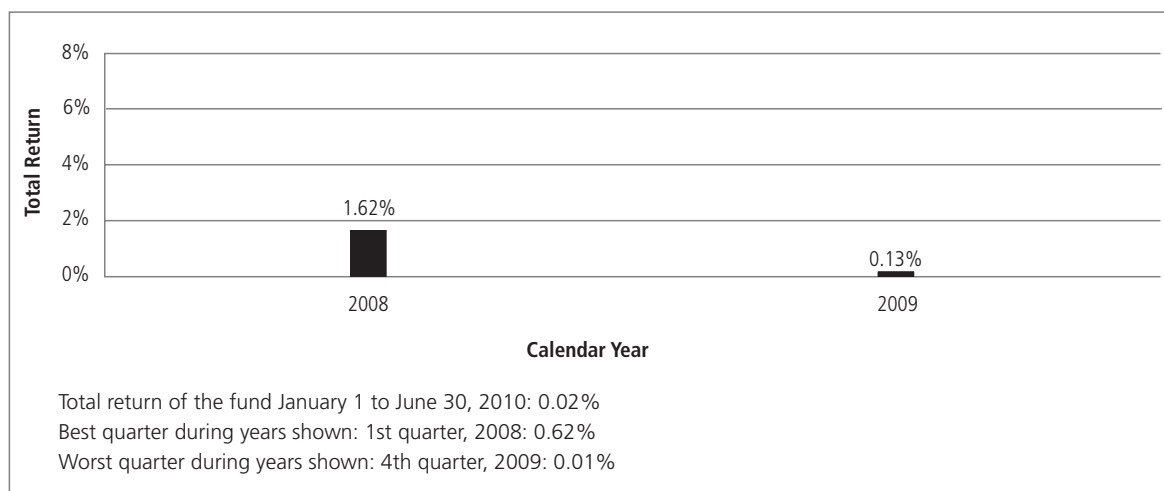 8%
6%
4%
2%
0%
Total Return
1.62%
0.13%
2008 2009
Calendar Year
Total return of the fund January 1 to June 30, 2010: 0.02%
Best quarter during years shown: 1st quarter, 2008: 0.62%
Worst quarter during years shown: 4th quarter, 2009: 0.01%